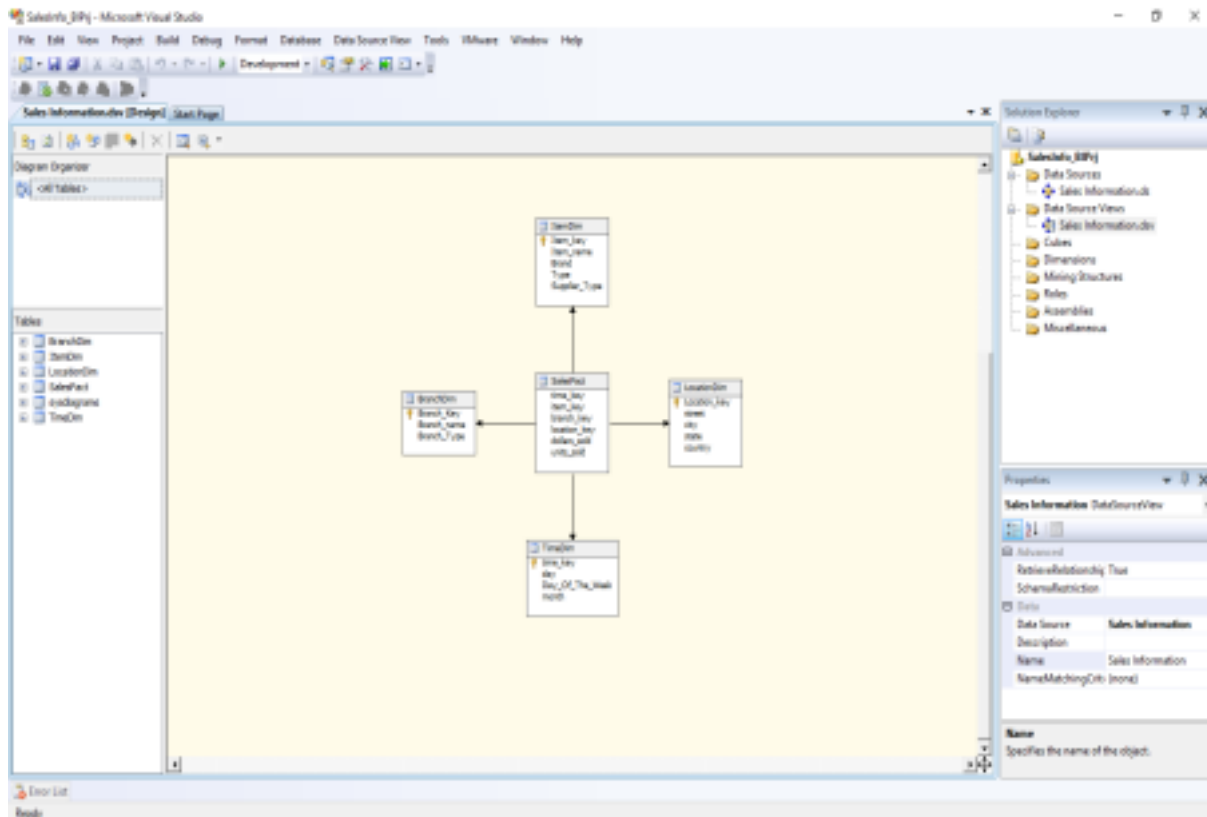 SalesInfo_BIPrj - Microsoft Visual Studio
File Edit View Project Build Debug Format Database Data Source View Tools VMware Window Help
Development
Sales Information.dsv [Design] Start Page
Diagram Organizer
<All Tables>
Tables
BranchDim
ItemDim
LocationDim
SalesFact
sysdiagrams
TimeDim
ItemDim
Item_key
Item_name
Brand
Type
Supplier_Type
BranchDim
Branch_Key
Branch_name
Branch_Type
SalesFact
time_key
item_key
branch_key
location_key
dollars_sold
units_sold
LocationDim
Location_key
street
city
state
country
TimeDim
time_key
day
Day_Of_The_Week
month
Solution Explorer
SalesInfo_BIPrj
Data Sources
Sales Information.ds
Data Source Views
Sales Information.dsv
Cubes
Dimensions
Mining Structures
Roles
Assemblies
Miscellaneous
Properties
Sales Information DataSourceView
Advanced
RetrieveRelationship True
SchemaRestriction
Data
Data Source Sales Information
Description
Name Sales Information
NameMatchingCrit (none)
Name
Specifies the name of the object.
Error List
Ready